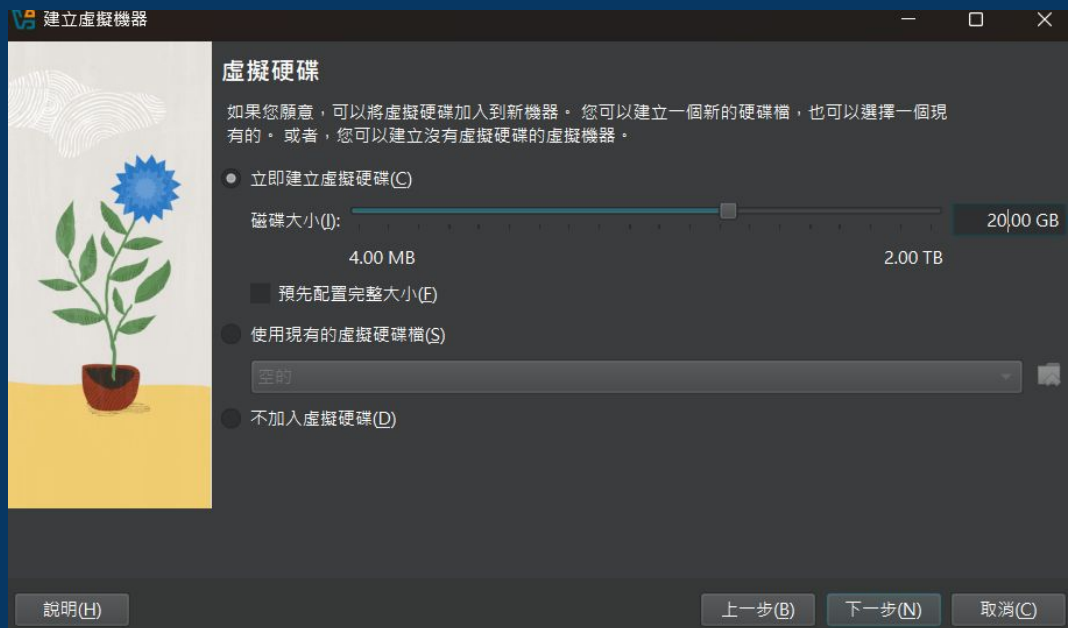 建立虛擬機器
虛擬硬碟
如果您願意，可以將虛擬硬碟加入到新機器。 您可以建立一個新的硬碟檔，也可以選擇一個現
有的。 或者，您可以建立沒有虛擬硬碟的虛擬機器。
立即建立虛擬硬碟(C)
磁碟大小(I):
20.00 GB
4.00 MB
2.00 TB
預先配置完整大小(F)
使用現有的虛擬硬碟檔(S)
空的
不加入虛擬硬碟(D)
說明(H)
上一步(B)
下一步(N)
取消(C)